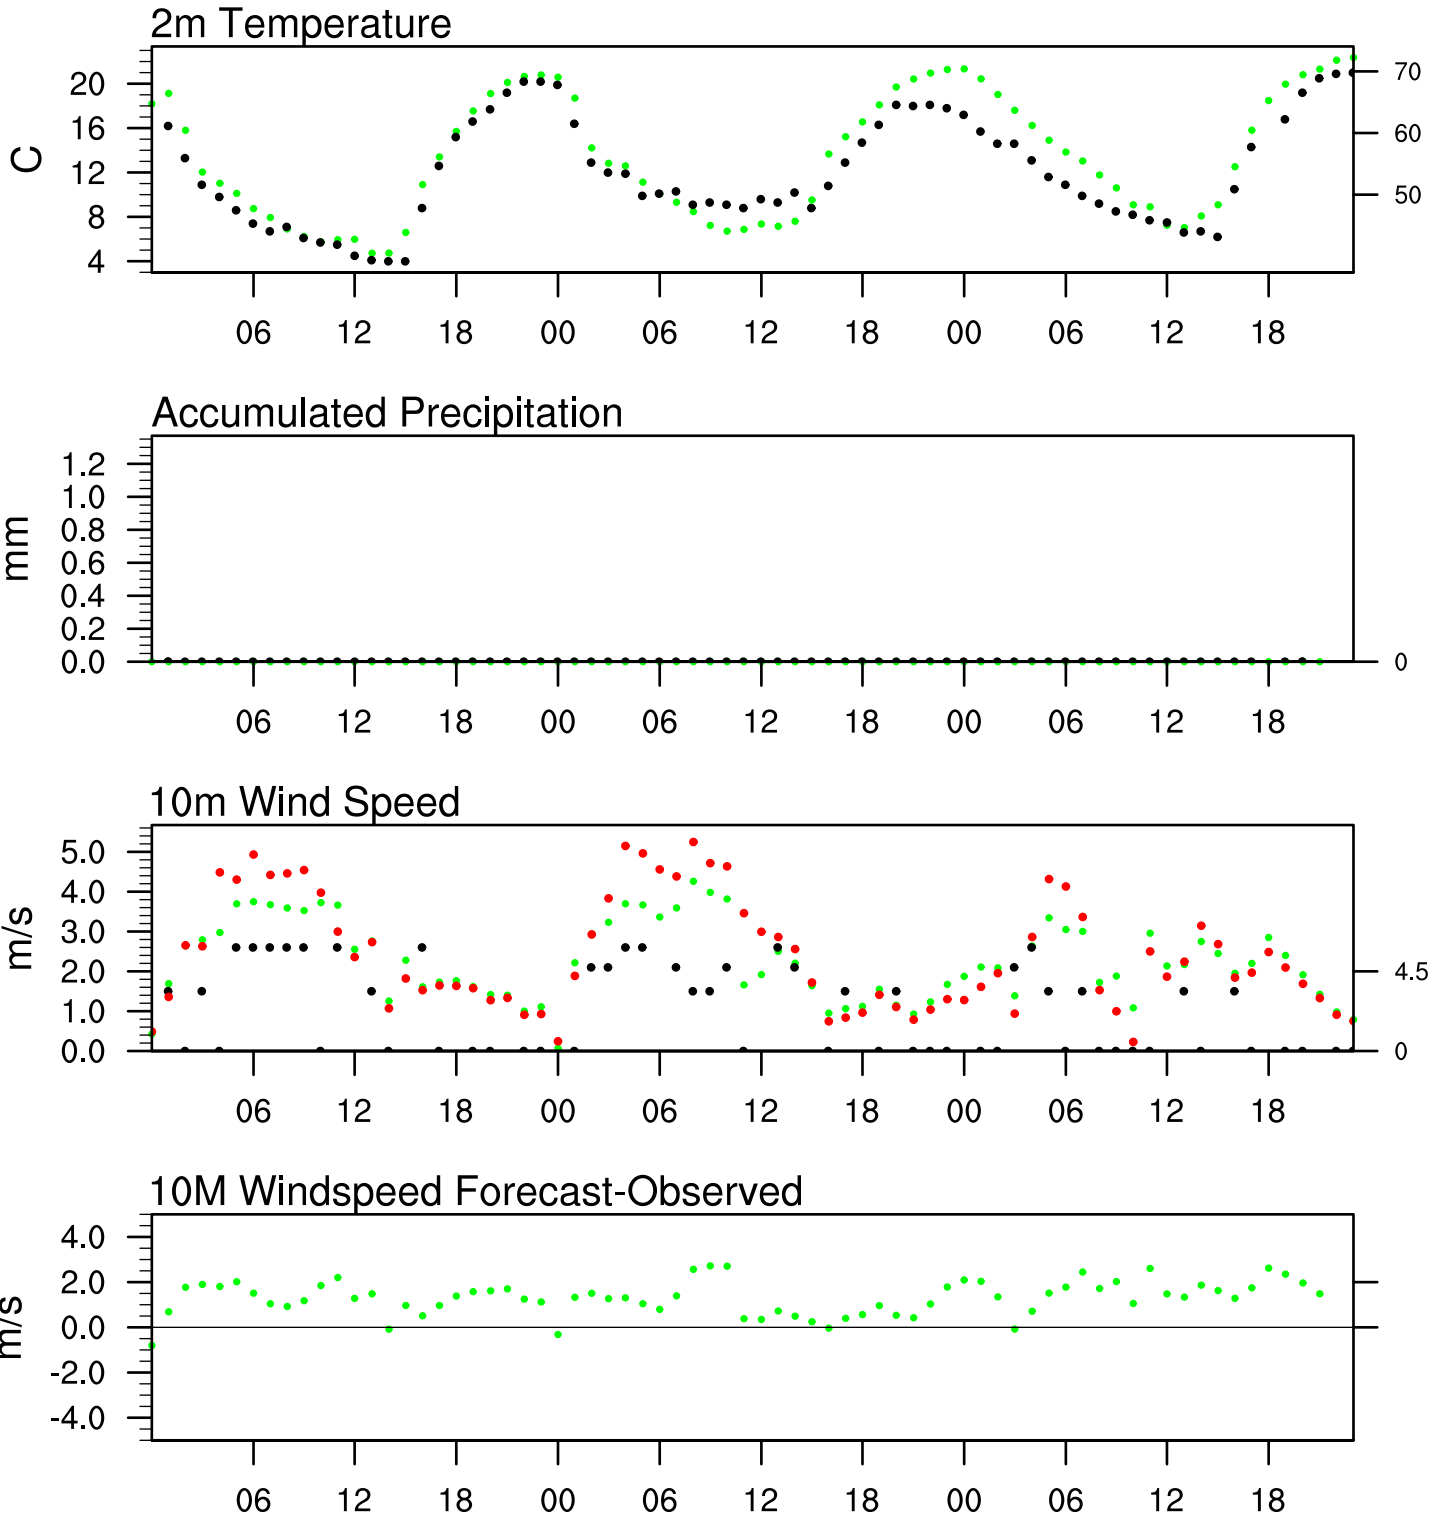 2m Temperature
20
16
12
8
4
C
70
60
50
06 12 18 00 06 12 18 00 06 12 18
Accumulated Precipitation
1.2
1.0
0.8
0.6
0.4
0.2
0.0
mm
0
06 12 18 00 06 12 18 00 06 12 18
10m Wind Speed
5.0
4.0
3.0
2.0
1.0
0.0
m/s
4.5
0
06 12 18 00 06 12 18 00 06 12 18
10M Windspeed Forecast-Observed
4.0
2.0
0.0
-2.0
-4.0
m/s
06 12 18 00 06 12 18 00 06 12 18